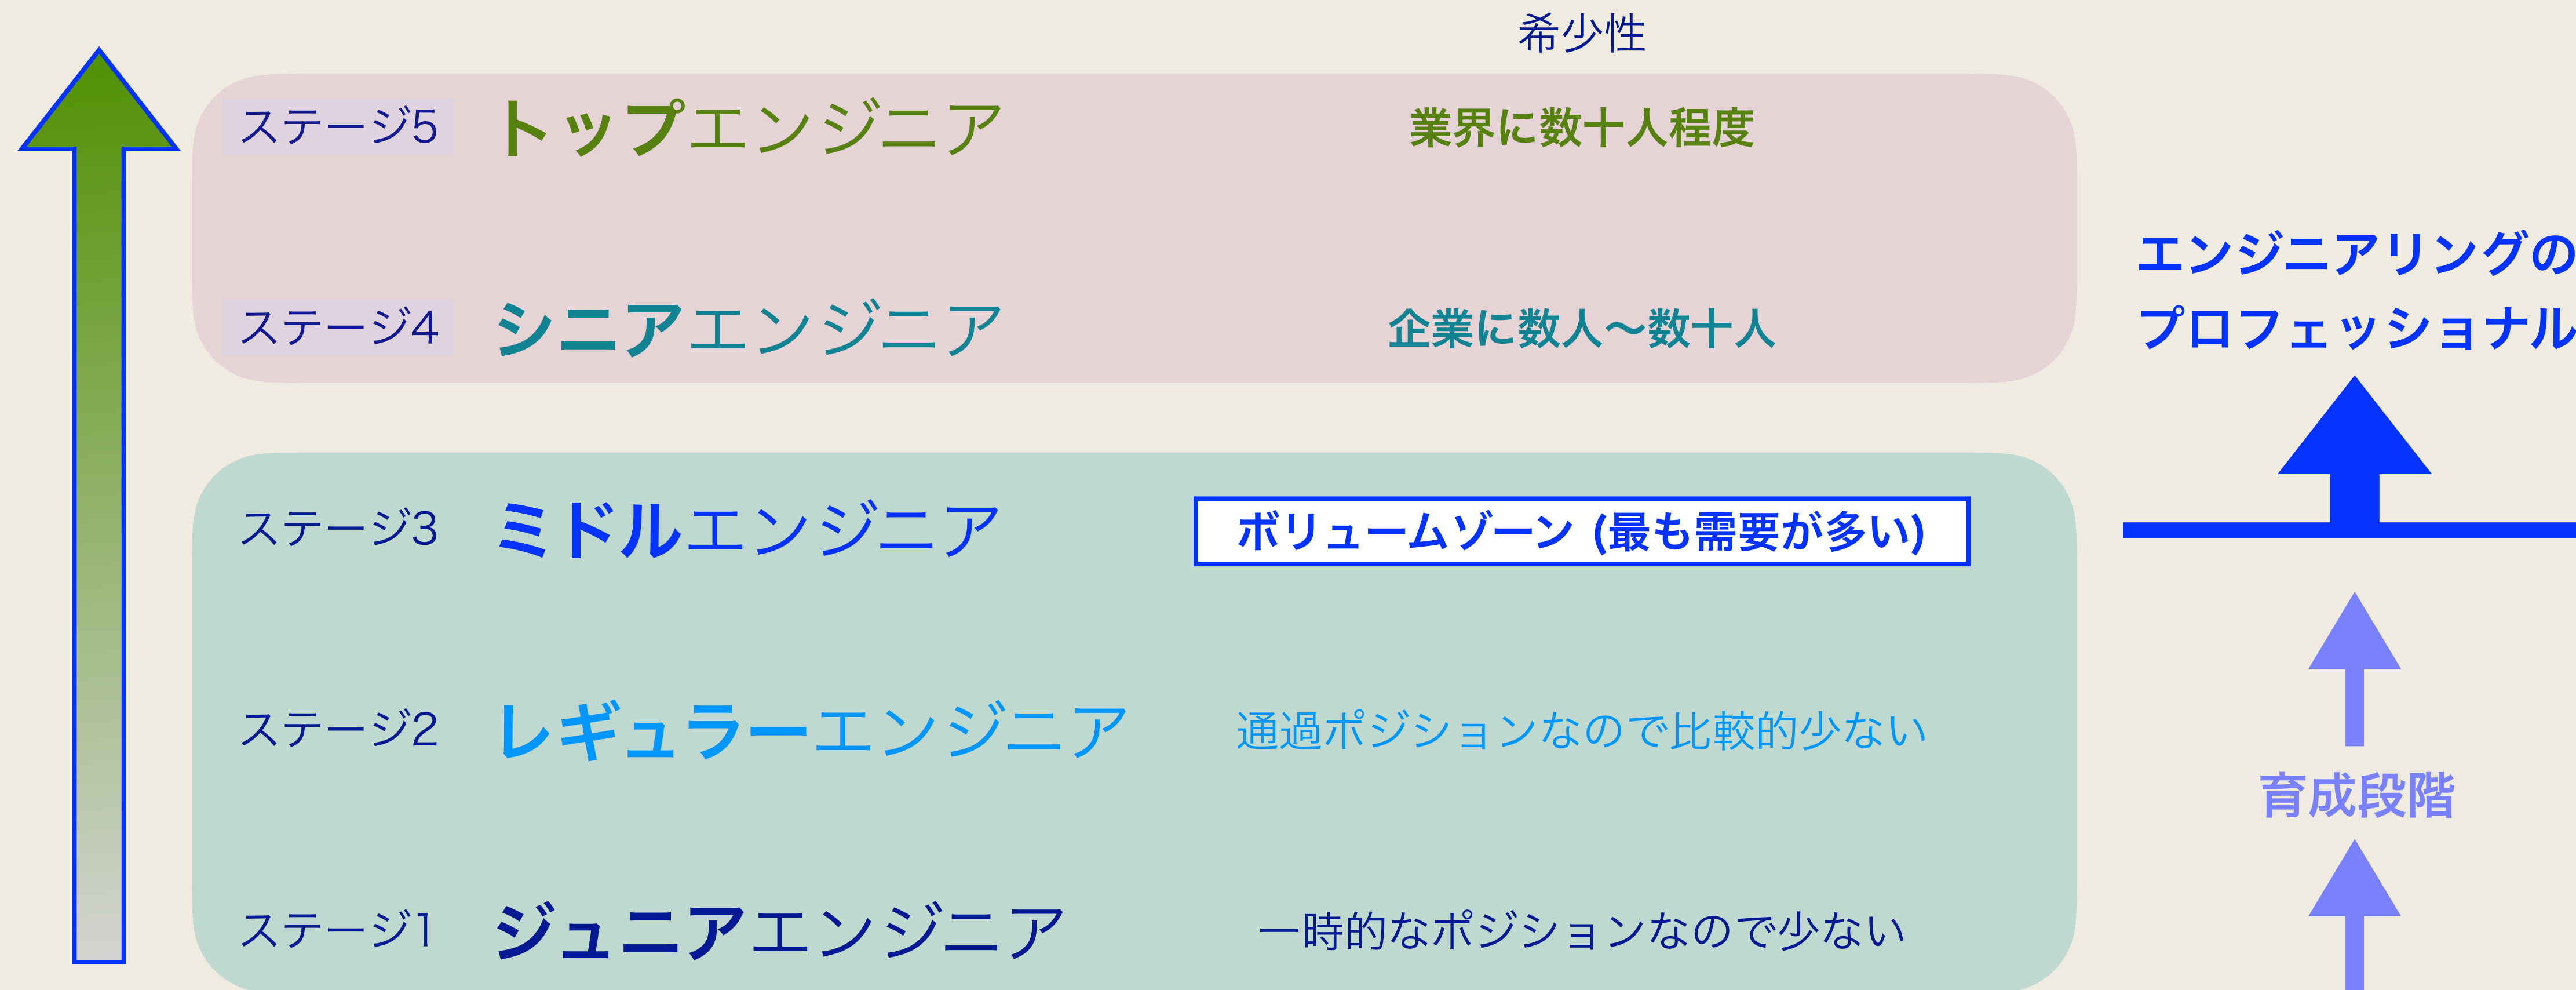 希少性
ステージ5 トップエンジニア 業界に数十人程度
ステージ4 シニアエンジニア 企業に数人〜数十人
エンジニアリングの
プロフェッショナル
ステージ3 ミドルエンジニア ボリュームゾーン (最も需要が多い)
ステージ2 レギュラーエンジニア 通過ポジションなので比較的少ない
育成段階
ステージ1 ジュニアエンジニア 一時的なポジションなので少ない